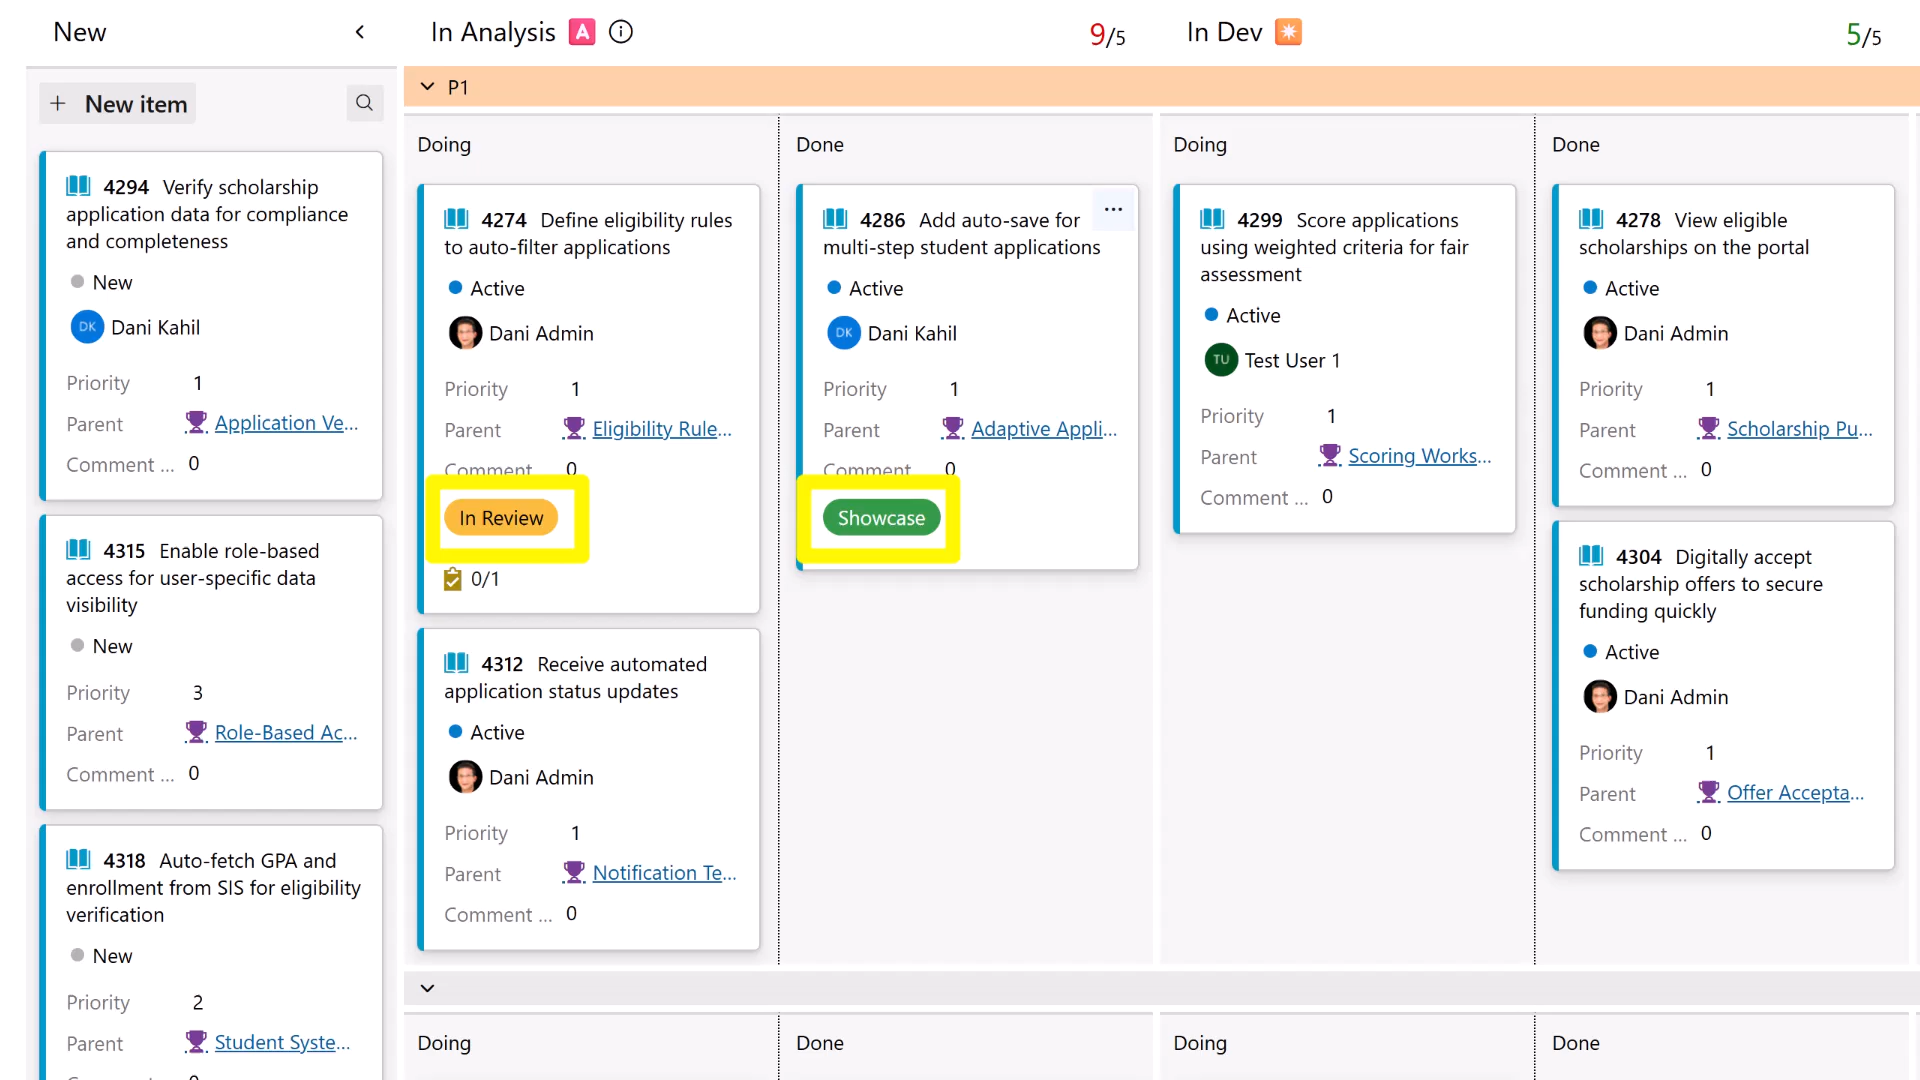 New
In Analysis A
9/5
In Dev
5/5
New item
P1
Doing
Done
Doing
Done
4294 Verify scholarship
application data for compliance
and completeness
New
DK Dani Kahil
Priority 1
Parent Application Ve...
Comment ... 0
4315 Enable role-based
access for user-specific data
visibility
New
Priority 3
Parent Role-Based Ac...
Comment ... 0
4318 Auto-fetch GPA and
enrollment from SIS for eligibility
verification
New
Priority 2
Parent Student Syste...
4274 Define eligibility rules
to auto-filter applications
Active
Dani Admin
Priority 1
Parent Eligibility Rule...
Comment 0
In Review
0/1
4312 Receive automated
application status updates
Active
Dani Admin
Priority 1
Parent Notification Te...
Comment ... 0
4286 Add auto-save for
multi-step student applications
Active
DK Dani Kahil
Priority 1
Parent Adaptive Appli...
Comment 0
Showcase
4299 Score applications
using weighted criteria for fair
assessment
Active
TU Test User 1
Priority 1
Parent Scoring Works...
Comment ... 0
4278 View eligible
scholarships on the portal
Active
Dani Admin
Priority 1
Parent Scholarship Pu...
Comment ... 0
4304 Digitally accept
scholarship offers to secure
funding quickly
Active
Dani Admin
Priority 1
Parent Offer Accepta...
Comment ... 0
Doing
Done
Doing
Done